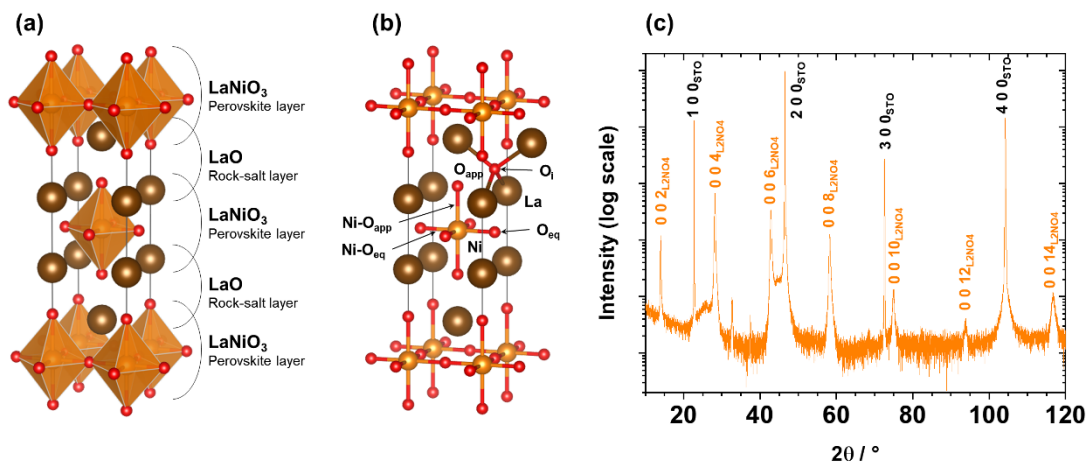 (a)
LaNiO3
Perovskite layer
LaO
Rock-salt layer
LaNiO3
Perovskite layer
LaO
Rock-salt layer
LaNiO3
Perovskite layer
(b)
Oapp
Oi
La
Ni-Oapp
Ni-Oeq
Ni
Oeq
(c)
Intensity (log scale)
0 0 2L2NO4
1 0 0STO
0 0 4L2NO4
0 0 6L2NO4
2 0 0STO
0 0 8L2NO4
3 0 0STO
0 0 10L2NO4
0 0 12L2NO4
4 0 0STO
0 0 14L2NO4
20 40 60 80 100 120
2θ / °